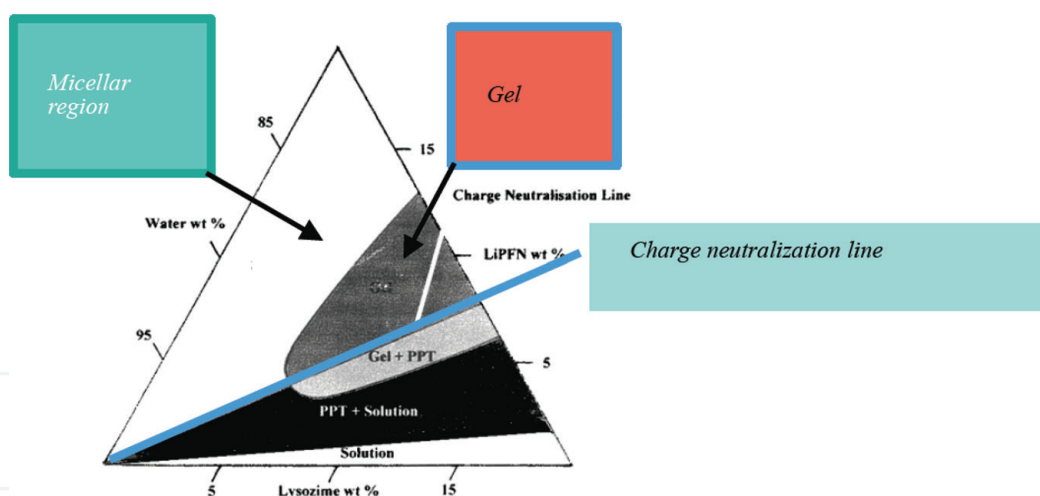 Micellar
region
Gel
85
15
Charge Neutralisation Line
Water wt %
LiPFN wt %
Charge neutralization line
95
Gel + PPT
5
PPT + Solution
Solution
5
Lysozime wt %
15